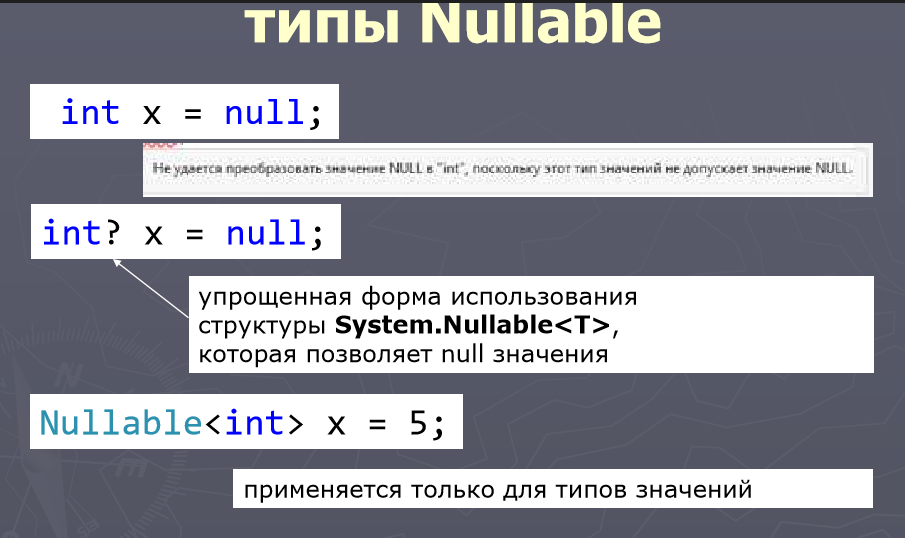 типы Nullable
int x = null;
Не удается преобразовать значение NULL в "int", поскольку этот тип значений не допускает значение NULL.
int? x = null;
упрощенная форма использования
структуры System.Nullable<T>,
которая позволяет null значения
Nullable<int> x = 5;
применяется только для типов значений